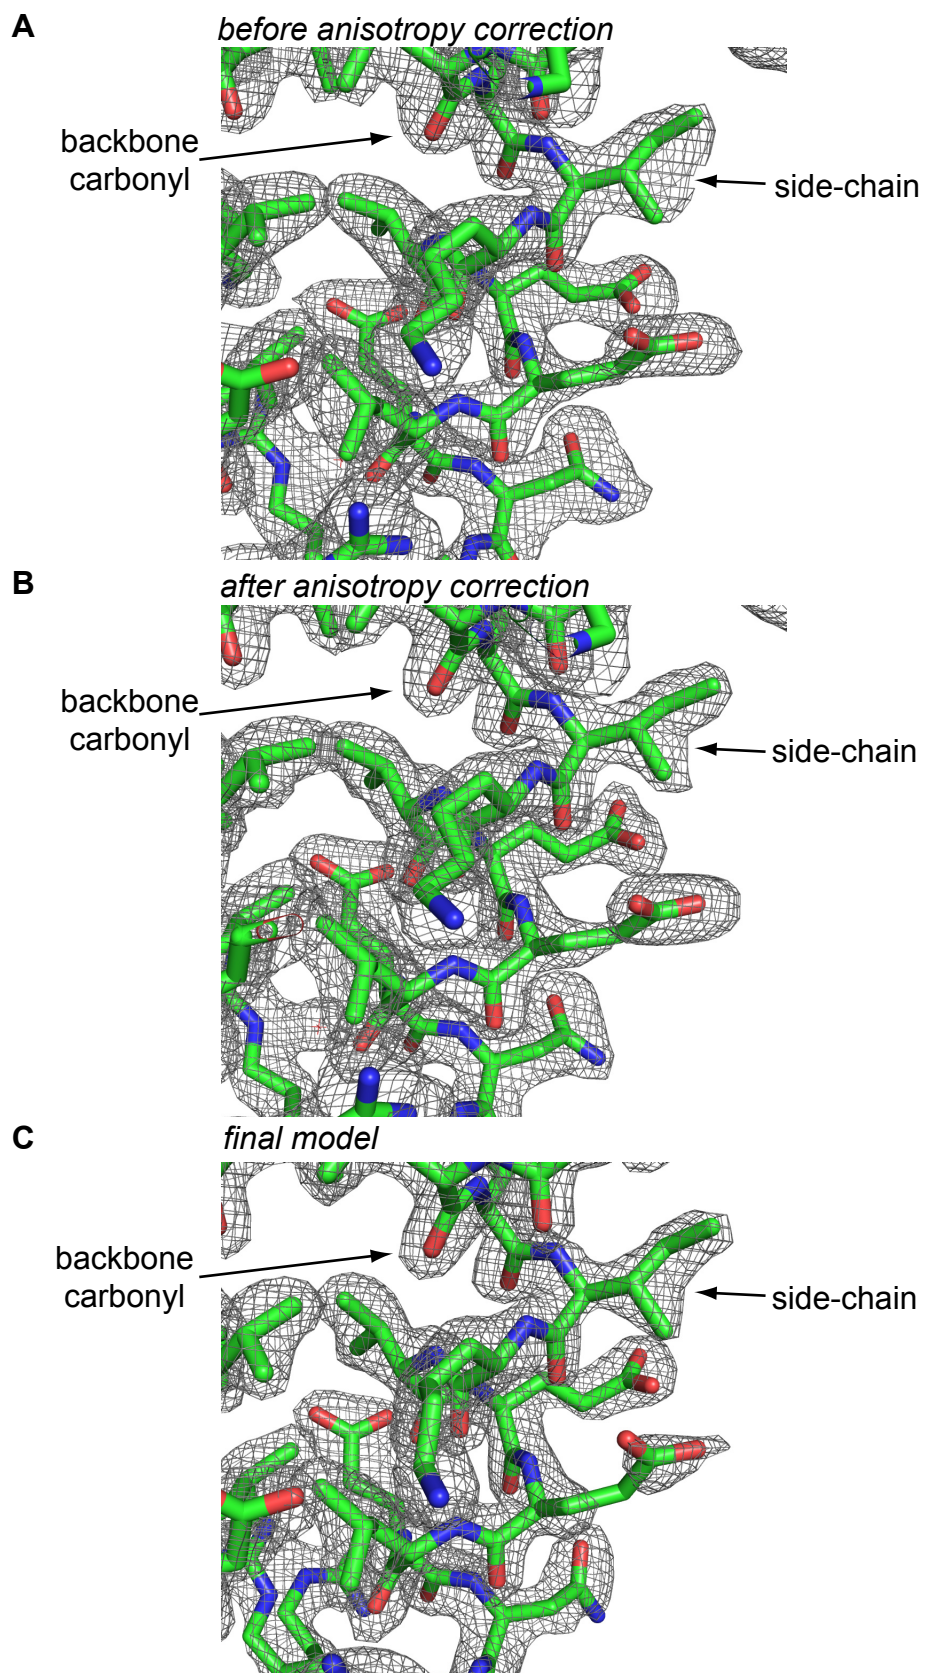 A
before anisotropy correction
backbone
carbonyl
side-chain
B
after anisotropy correction
backbone
carbonyl
side-chain
C
final model
backbone
carbonyl
side-chain